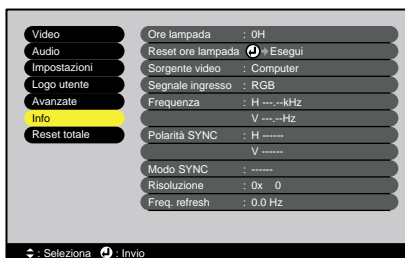 Video
Audio
Impostazioni
Logo utente
Avanzate
Info
Reset totale
Ore lampada : 0H
Reset ore lampada Esegui
Sorgente video : Computer
Segnale ingresso : RGB
Frequenza : H ---.--kHz
V ---.--Hz
Polarità SYNC : H ------
V ------
Modo SYNC : ------
Risoluzione : 0x 0
Freq. refresh : 0.0 Hz
: Seleziona : Invio